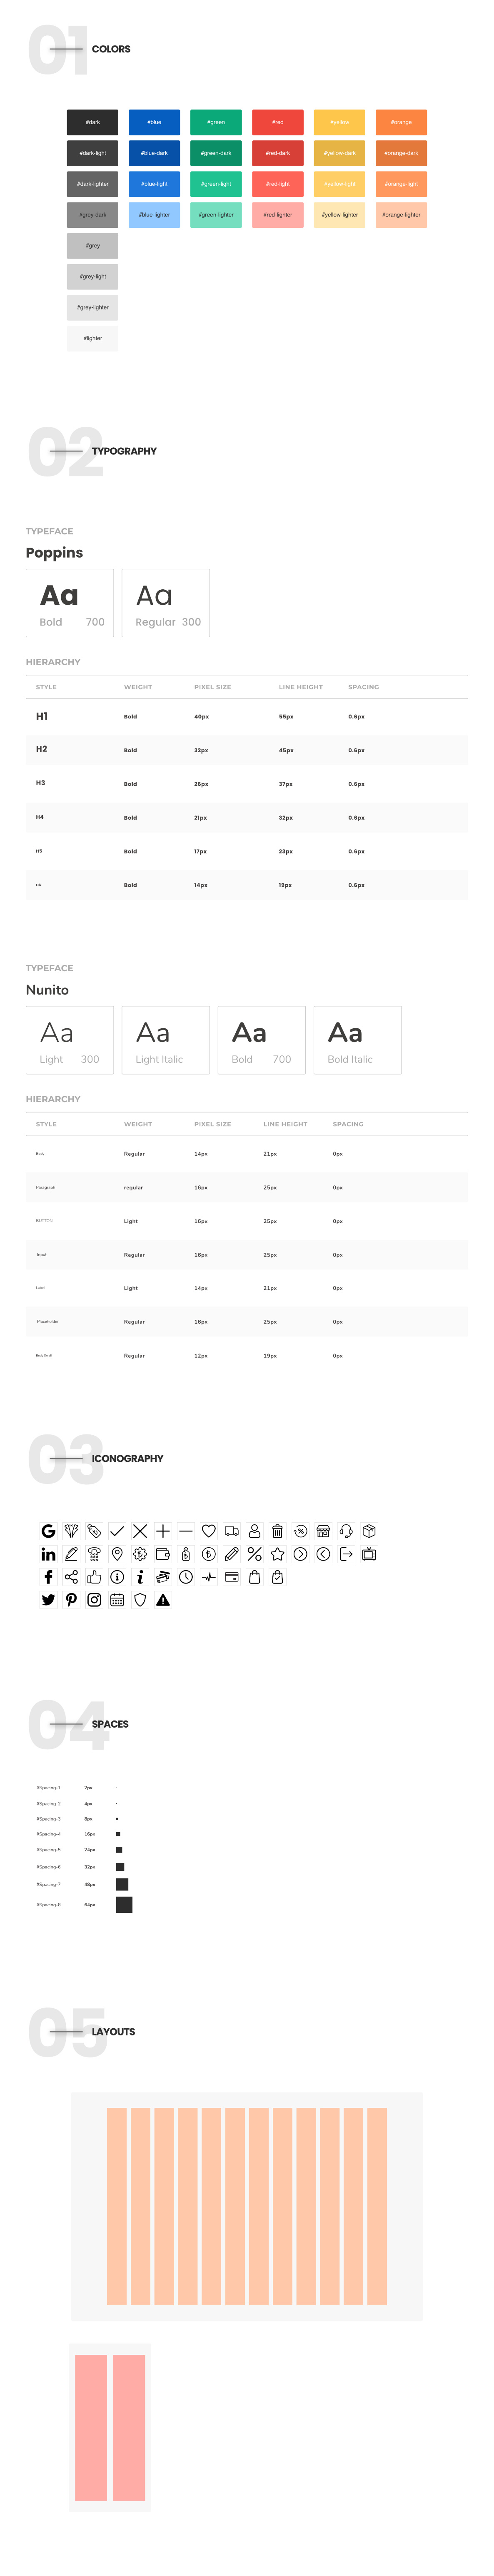 01
COLORS
#dark #blue #green #red #yellow #orange
#dark-light #blue-dark #green-dark #red-dark #yellow-dark #orange-dark
#dark-lighter #blue-light #green-light #red-light #yellow-light #orange-light
#grey-dark #blue-lighter #green-lighter #red-lighter #yellow-lighter #orange-lighter
#grey
#grey-light
#grey-lighter
#lighter
02
TYPOGRAPHY
TYPEFACE
Poppins
Aa Aa
Bold 700 Regular 300
HIERARCHY
STYLE WEIGHT PIXEL SIZE LINE HEIGHT SPACING
H1 Bold 40px 55px 0.6px
H2 Bold 32px 45px 0.6px
H3 Bold 26px 37px 0.6px
H4 Bold 21px 32px 0.6px
H5 Bold 17px 23px 0.6px
H6 Bold 14px 19px 0.6px
TYPEFACE
Nunito
Aa Aa Aa Aa
Light 300 Light Italic Bold 700 Bold Italic
HIERARCHY
STYLE WEIGHT PIXEL SIZE LINE HEIGHT SPACING
Body Regular 14px 21px 0px
Paragraph regular 16px 25px 0px
BUTTON Light 16px 25px 0px
Input Regular 16px 25px 0px
Label Light 14px 21px 0px
Placeholder Regular 16px 25px 0px
Regular 12px 19px 0px
03
ICONOGRAPHY
04
SPACES
#Spacing-1 2px
#Spacing-2 4px
#Spacing-3 8px
#Spacing-4 16px
#Spacing-5 24px
#Spacing-6 32px
#Spacing-7 48px
#Spacing-8 64px
05
LAYOUTS